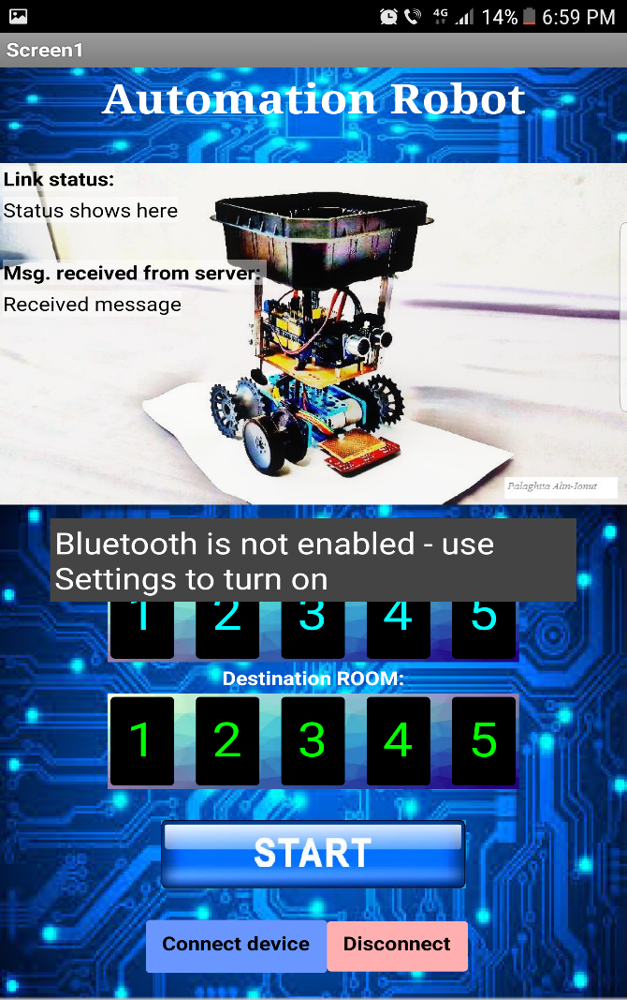 4G 14% 6:59 PM
Screen1
Automation Robot
Link status:
Status shows here
Msg. received from server:
Received message
Palaghita Alin-Ionut
Bluetooth is not enabled - use
Settings to turn on
1 2 3 4 5
Destination ROOM:
1 2 3 4 5
START
Connect device Disconnect